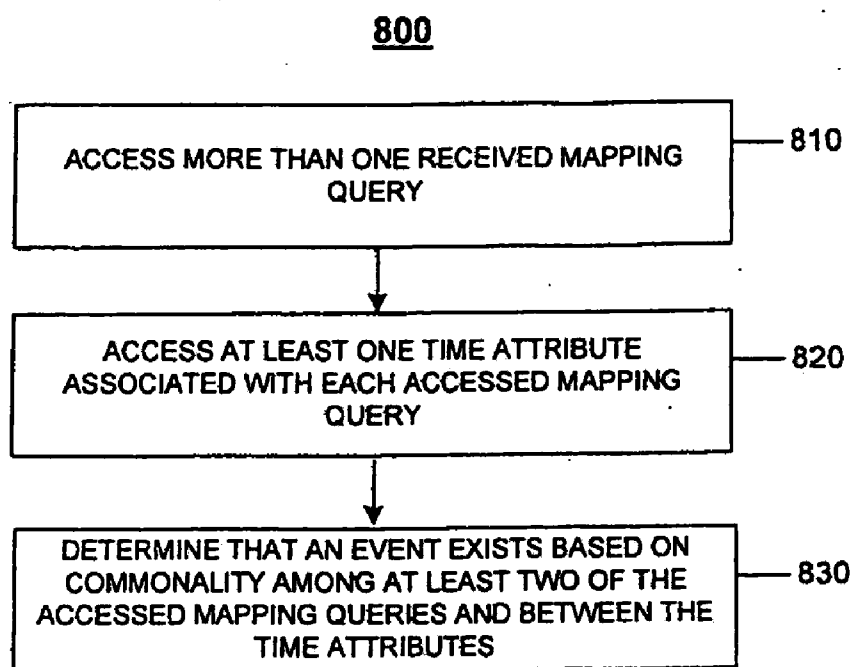 800
ACCESS MORE THAN ONE RECEIVED MAPPING
QUERY
810
ACCESS AT LEAST ONE TIME ATTRIBUTE
ASSOCIATED WITH EACH ACCESSED MAPPING
QUERY
820
DETERMINE THAT AN EVENT EXISTS BASED ON
COMMONALITY AMONG AT LEAST TWO OF THE
ACCESSED MAPPING QUERIES AND BETWEEN THE
TIME ATTRIBUTES
830